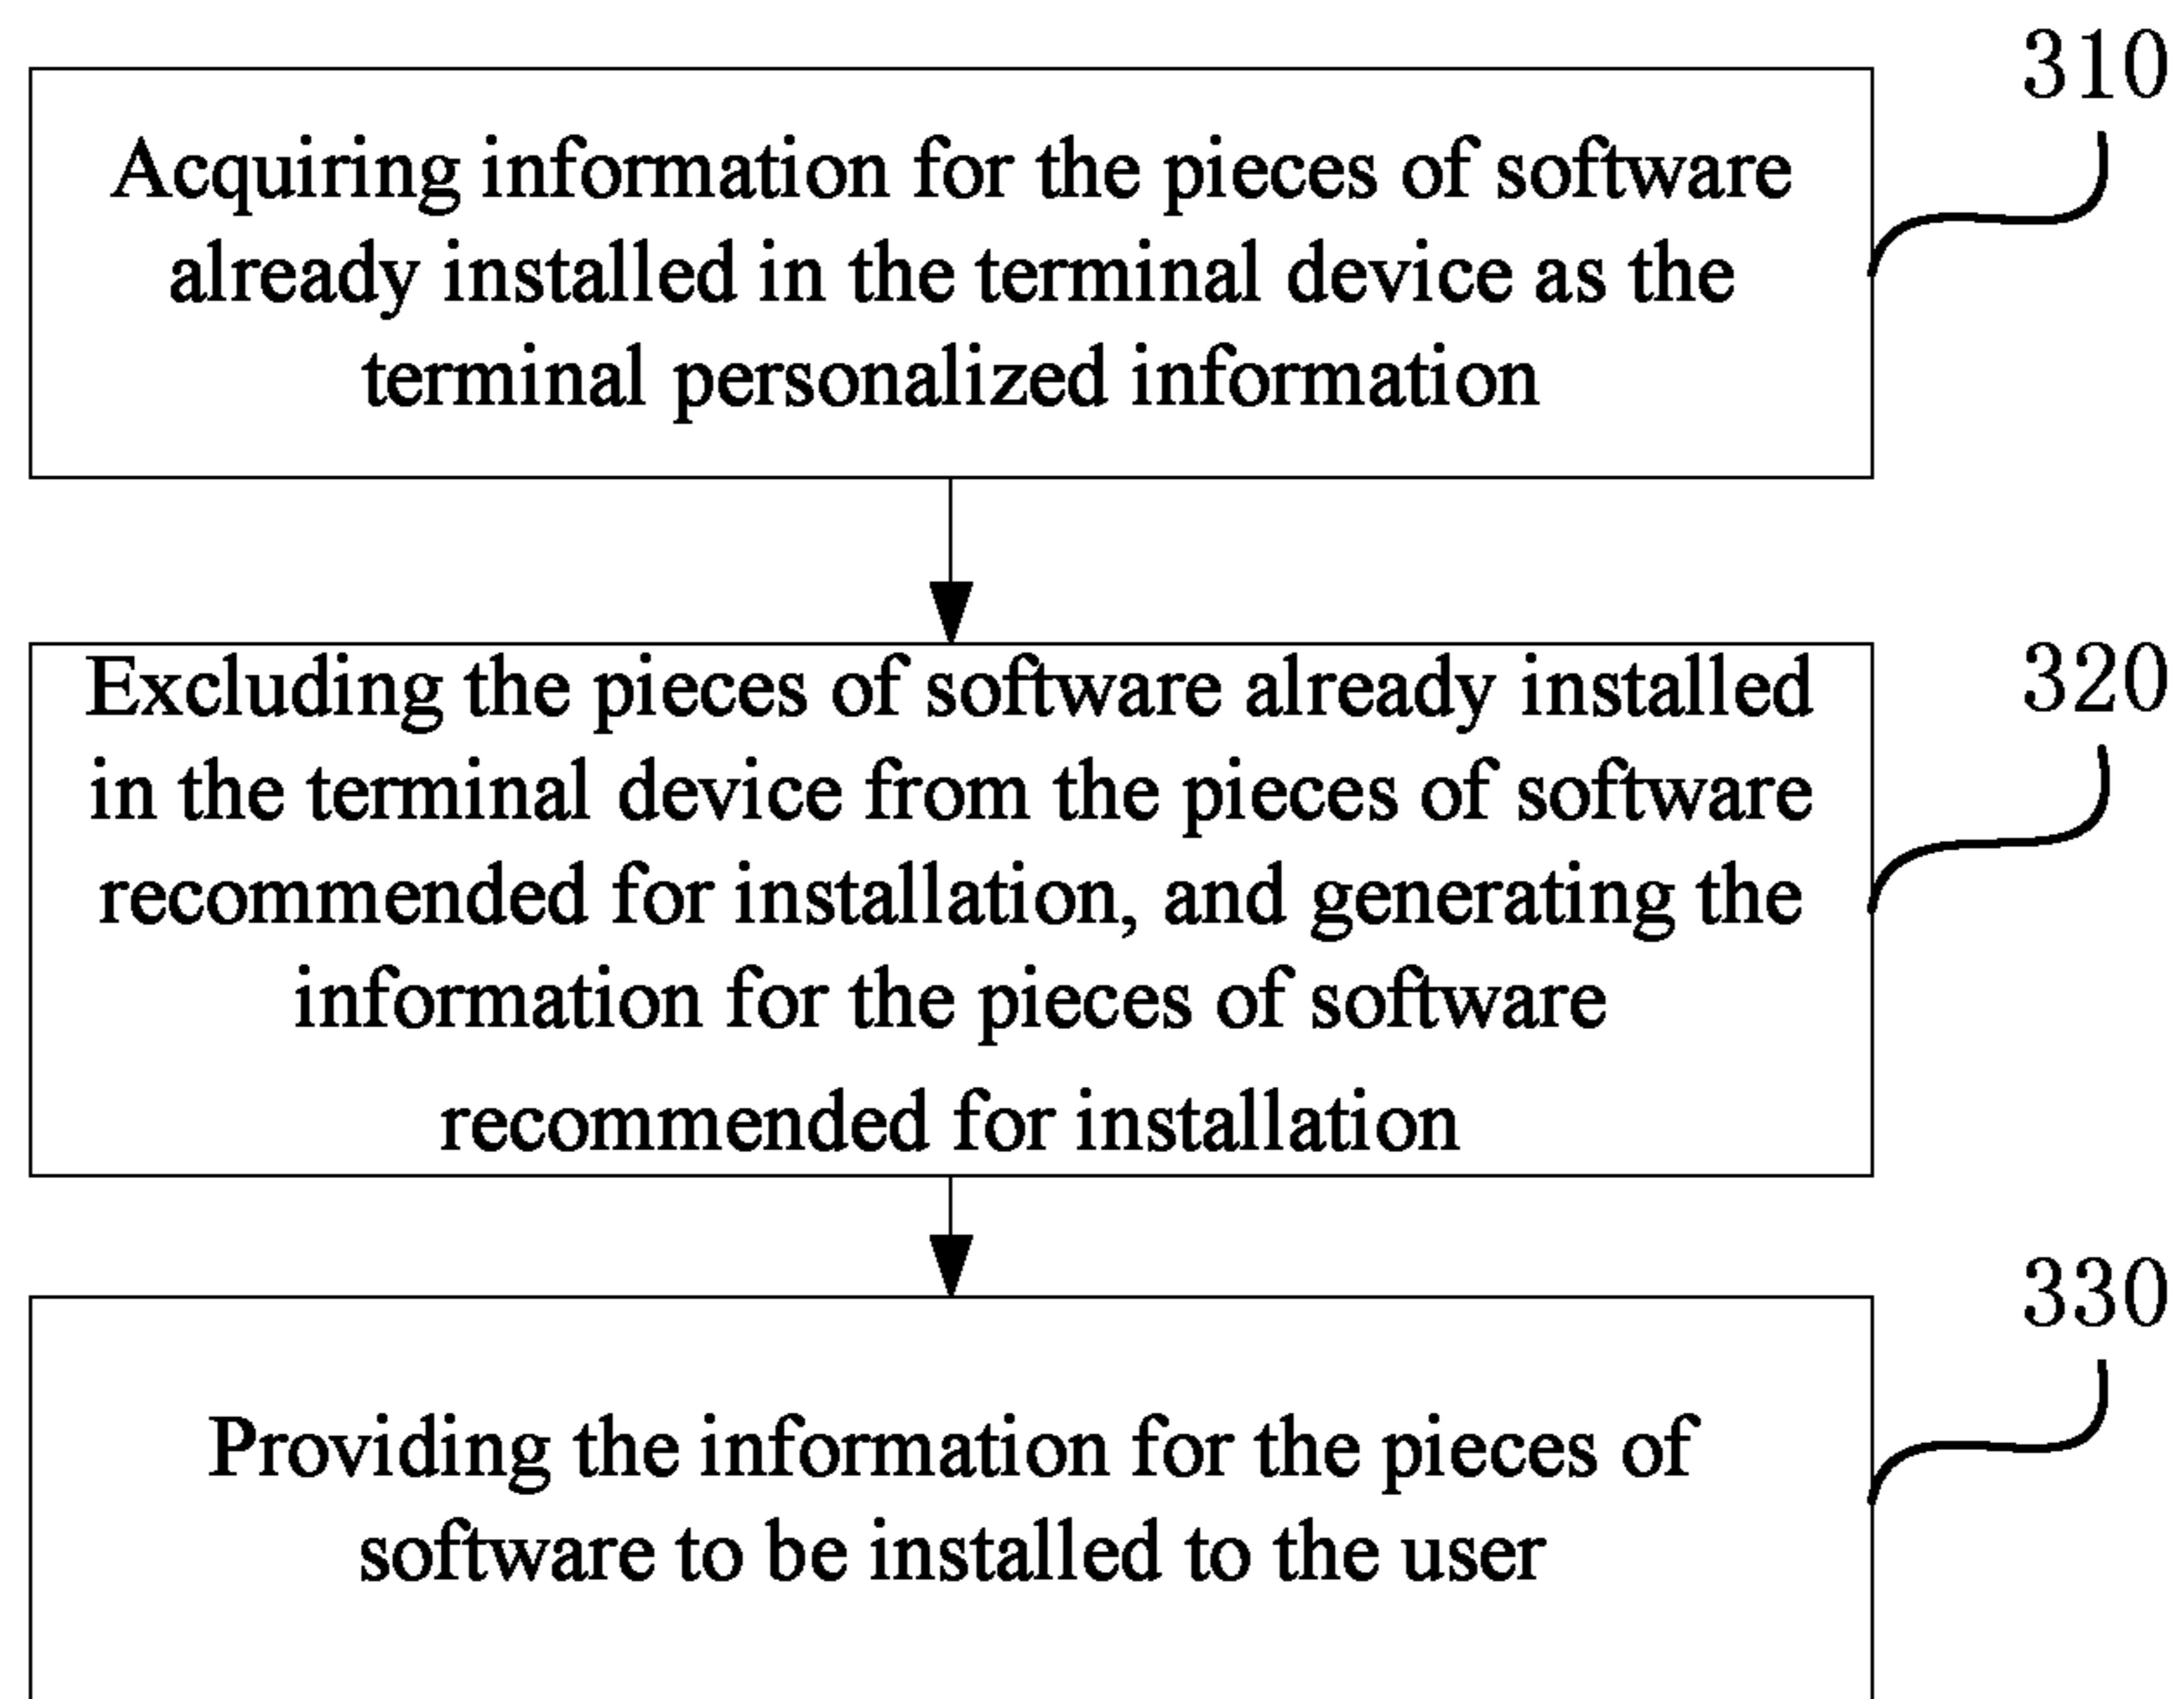 310
Acquiring information for the pieces of software
already installed in the terminal device as the
terminal personalized information
320
Excluding the pieces of software already installed
in the terminal device from the pieces of software
recommended for installation, and generating the
information for the pieces of software
recommended for installation
330
Providing the information for the pieces of
software to be installed to the user